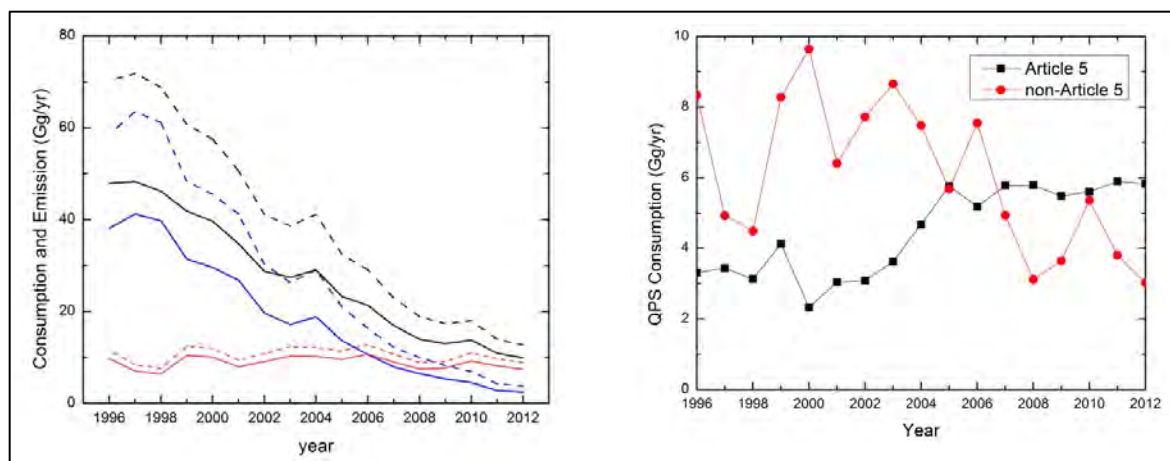 Consumption and Emission (Gg/yr)
80
60
40
20
0
1996 1998 2000 2002 2004 2006 2008 2010 2012
year
QPS Consumption (Gg/yr)
10
8
6
4
2
0
Article 5
non-Article 5
1996 1998 2000 2002 2004 2006 2008 2010 2012
Year